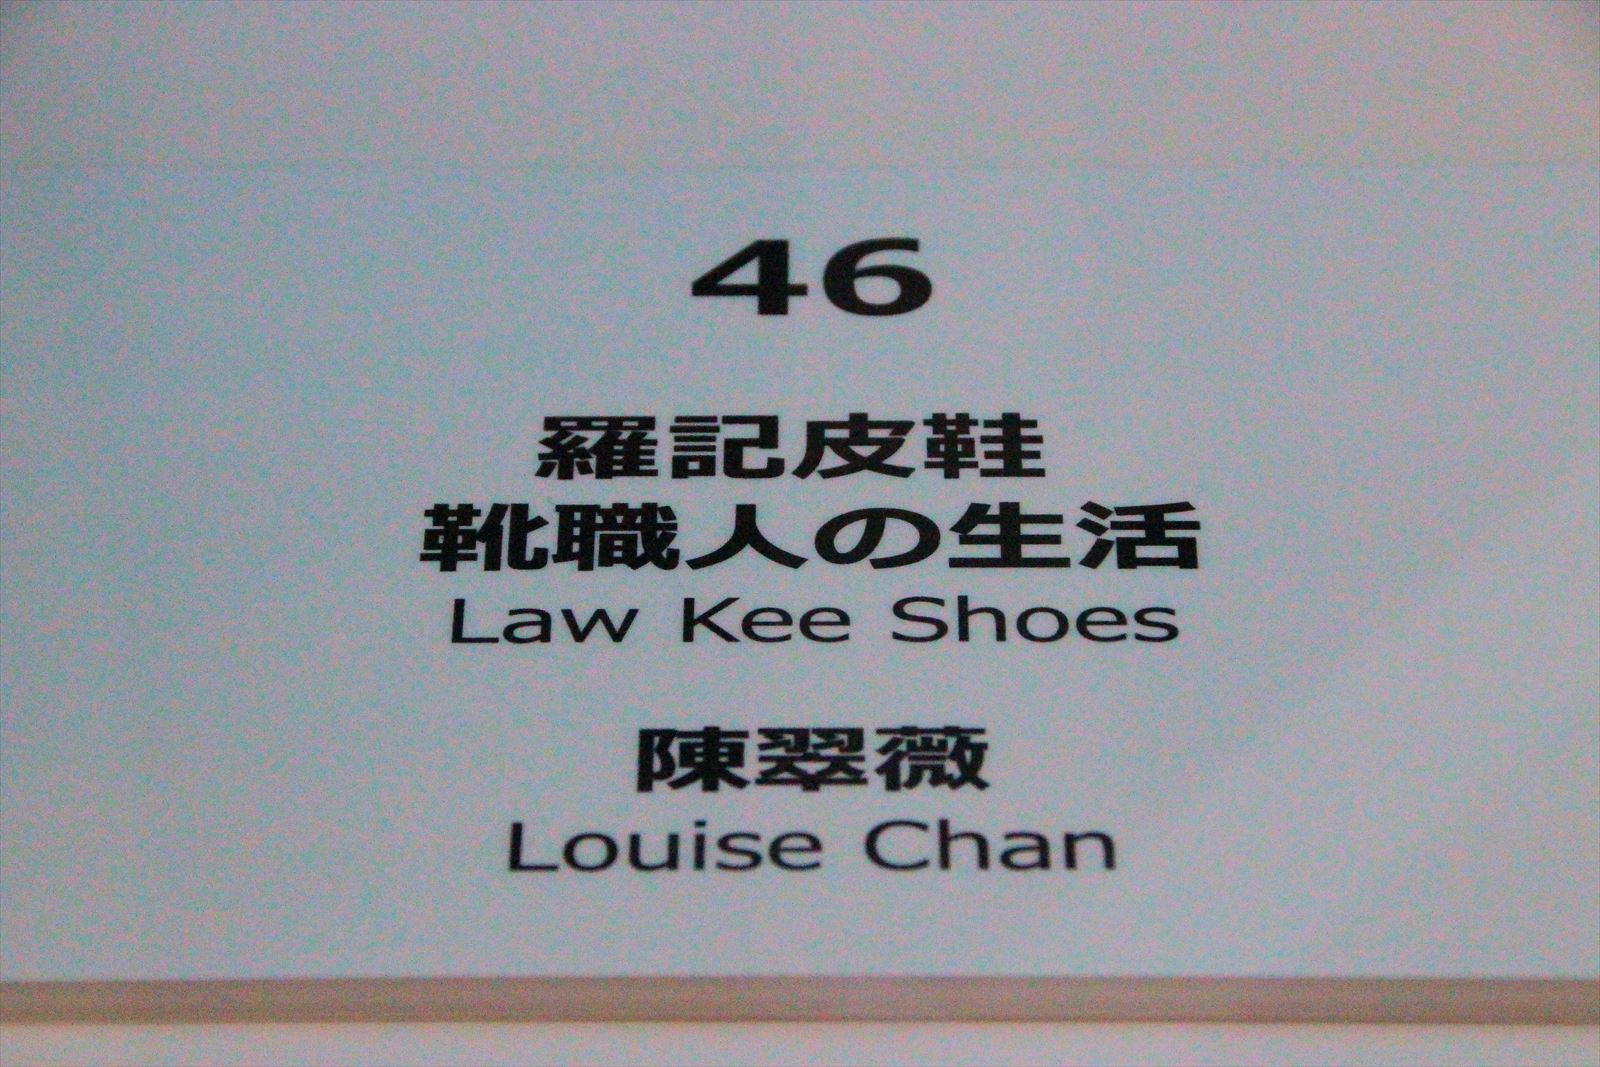 46
羅記皮鞋
靴職人の生活
Law Kee Shoes
陳翠薇
Louise Chan